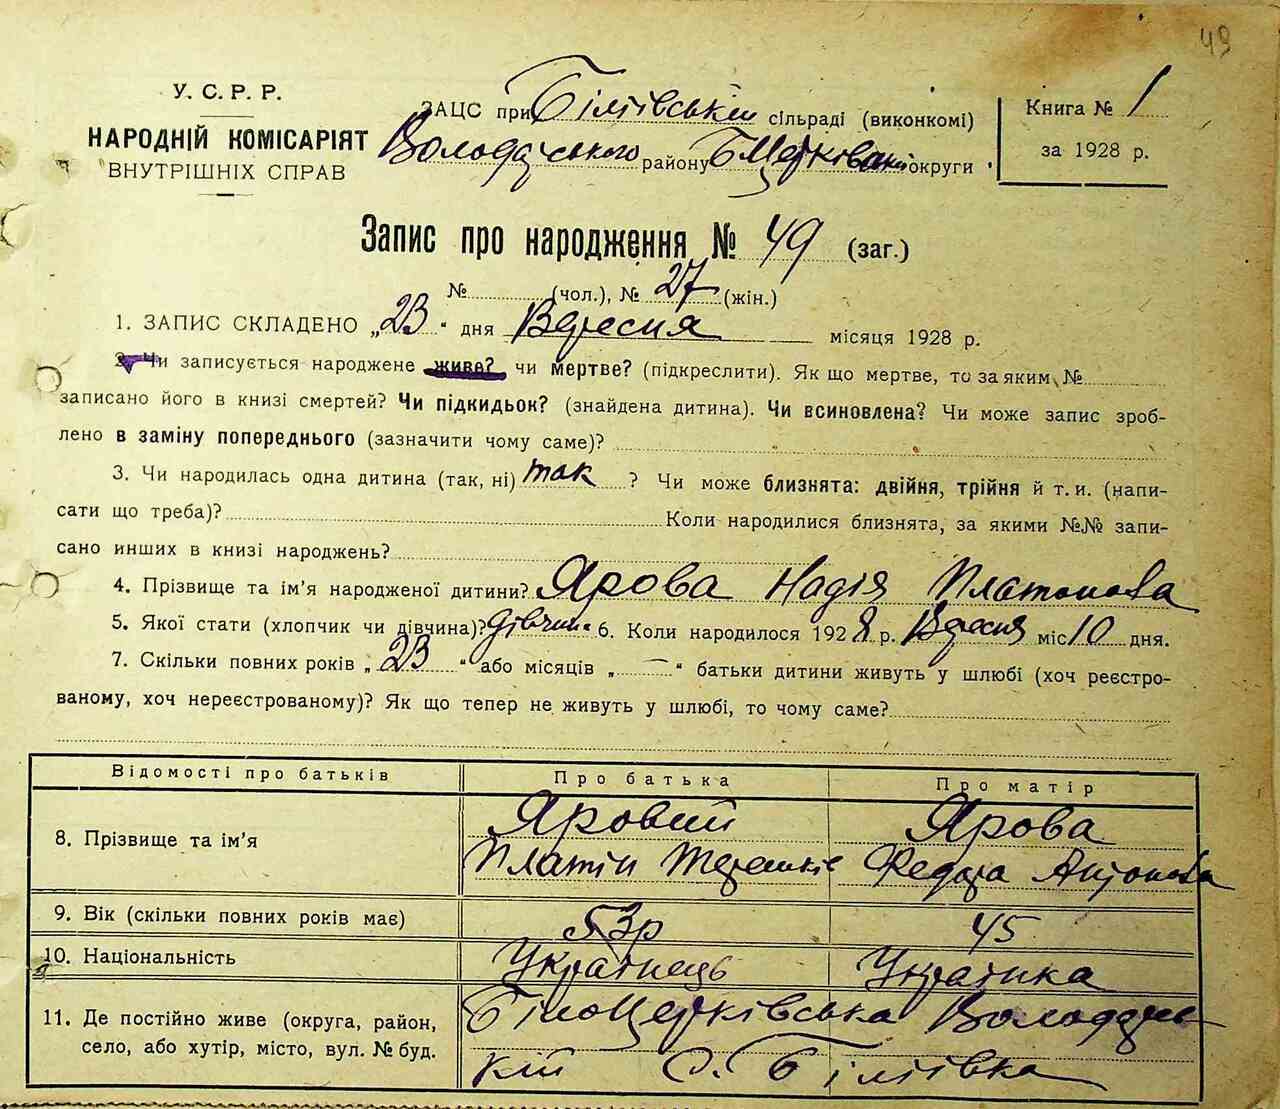 49
У. С. Р. Р.
НАРОДНІЙ КОМІСАРІЯТ
ВНУТРІШНІХ СПРАВ
ЗАЦС при Біліївській сільраді (виконкомі)
Володарського району БЦерківської округи
Книга № 1
за 1928 р.
Запис про народження № 49 (заг.)
№ (чол.), № 27 (жін.)
1. ЗАПИС СКЛАДЕНО „23" дня Вересня місяця 1928 р.
2. Чи записується народжене живе? чи мертве? (підкреслити). Як що мертве, то за яким №
записано його в книзі смертей? Чи підкидьок? (знайдена дитина). Чи всиновлена? Чи може запис зроб-
лено в заміну попереднього (зазначити чому саме)?
3. Чи народилась одна дитина (так, ні) так ? Чи може близнята: двійня, трійня й т. и. (напи-
сати що треба)? Коли народилися близнята, за якими №№ запи-
сано инших в книзі народжень?
4. Прізвище та ім'я народженої дитини? Ярова Надія Платонова
5. Якої стати (хлопчик чи дівчина)? дівчин. 6. Коли народилося 1928 р. Вересня міс 10 дня.
7. Скільки повних років „23" або місяців „—" батьки дитини живуть у шлюбі (хоч реєстро-
ваному, хоч нереєстрованому)? Як що тепер не живуть у шлюбі, то чому саме?
Відомості про батьків Про батька Про матір
8. Прізвище та ім'я Яровий Ярова
Платін Терешків Федора Антонова
9. Вік (скільки повних років має) 53р 45
10. Національність Українець Українка
11. Де постійно живе (округа, район, село, або хутір, місто, вул. № буд. БілоЦерківська Володарс
кий с. Біліївка